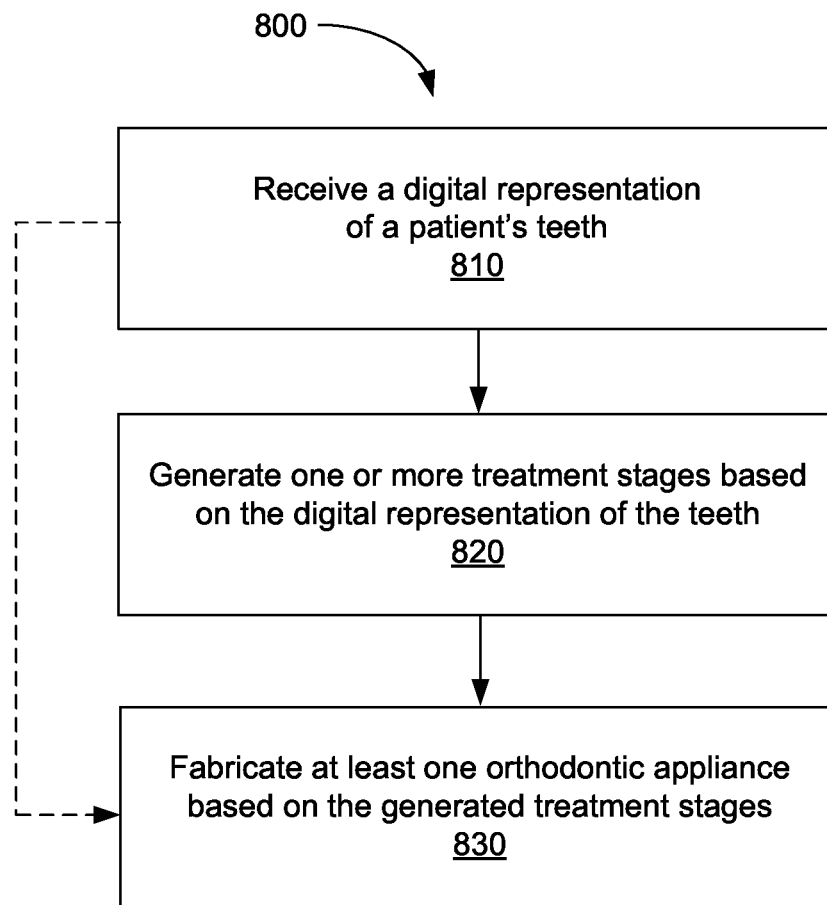 800
Receive a digital representation
of a patient’s teeth
810
Generate one or more treatment stages based
on the digital representation of the teeth
820
Fabricate at least one orthodontic appliance
based on the generated treatment stages
830